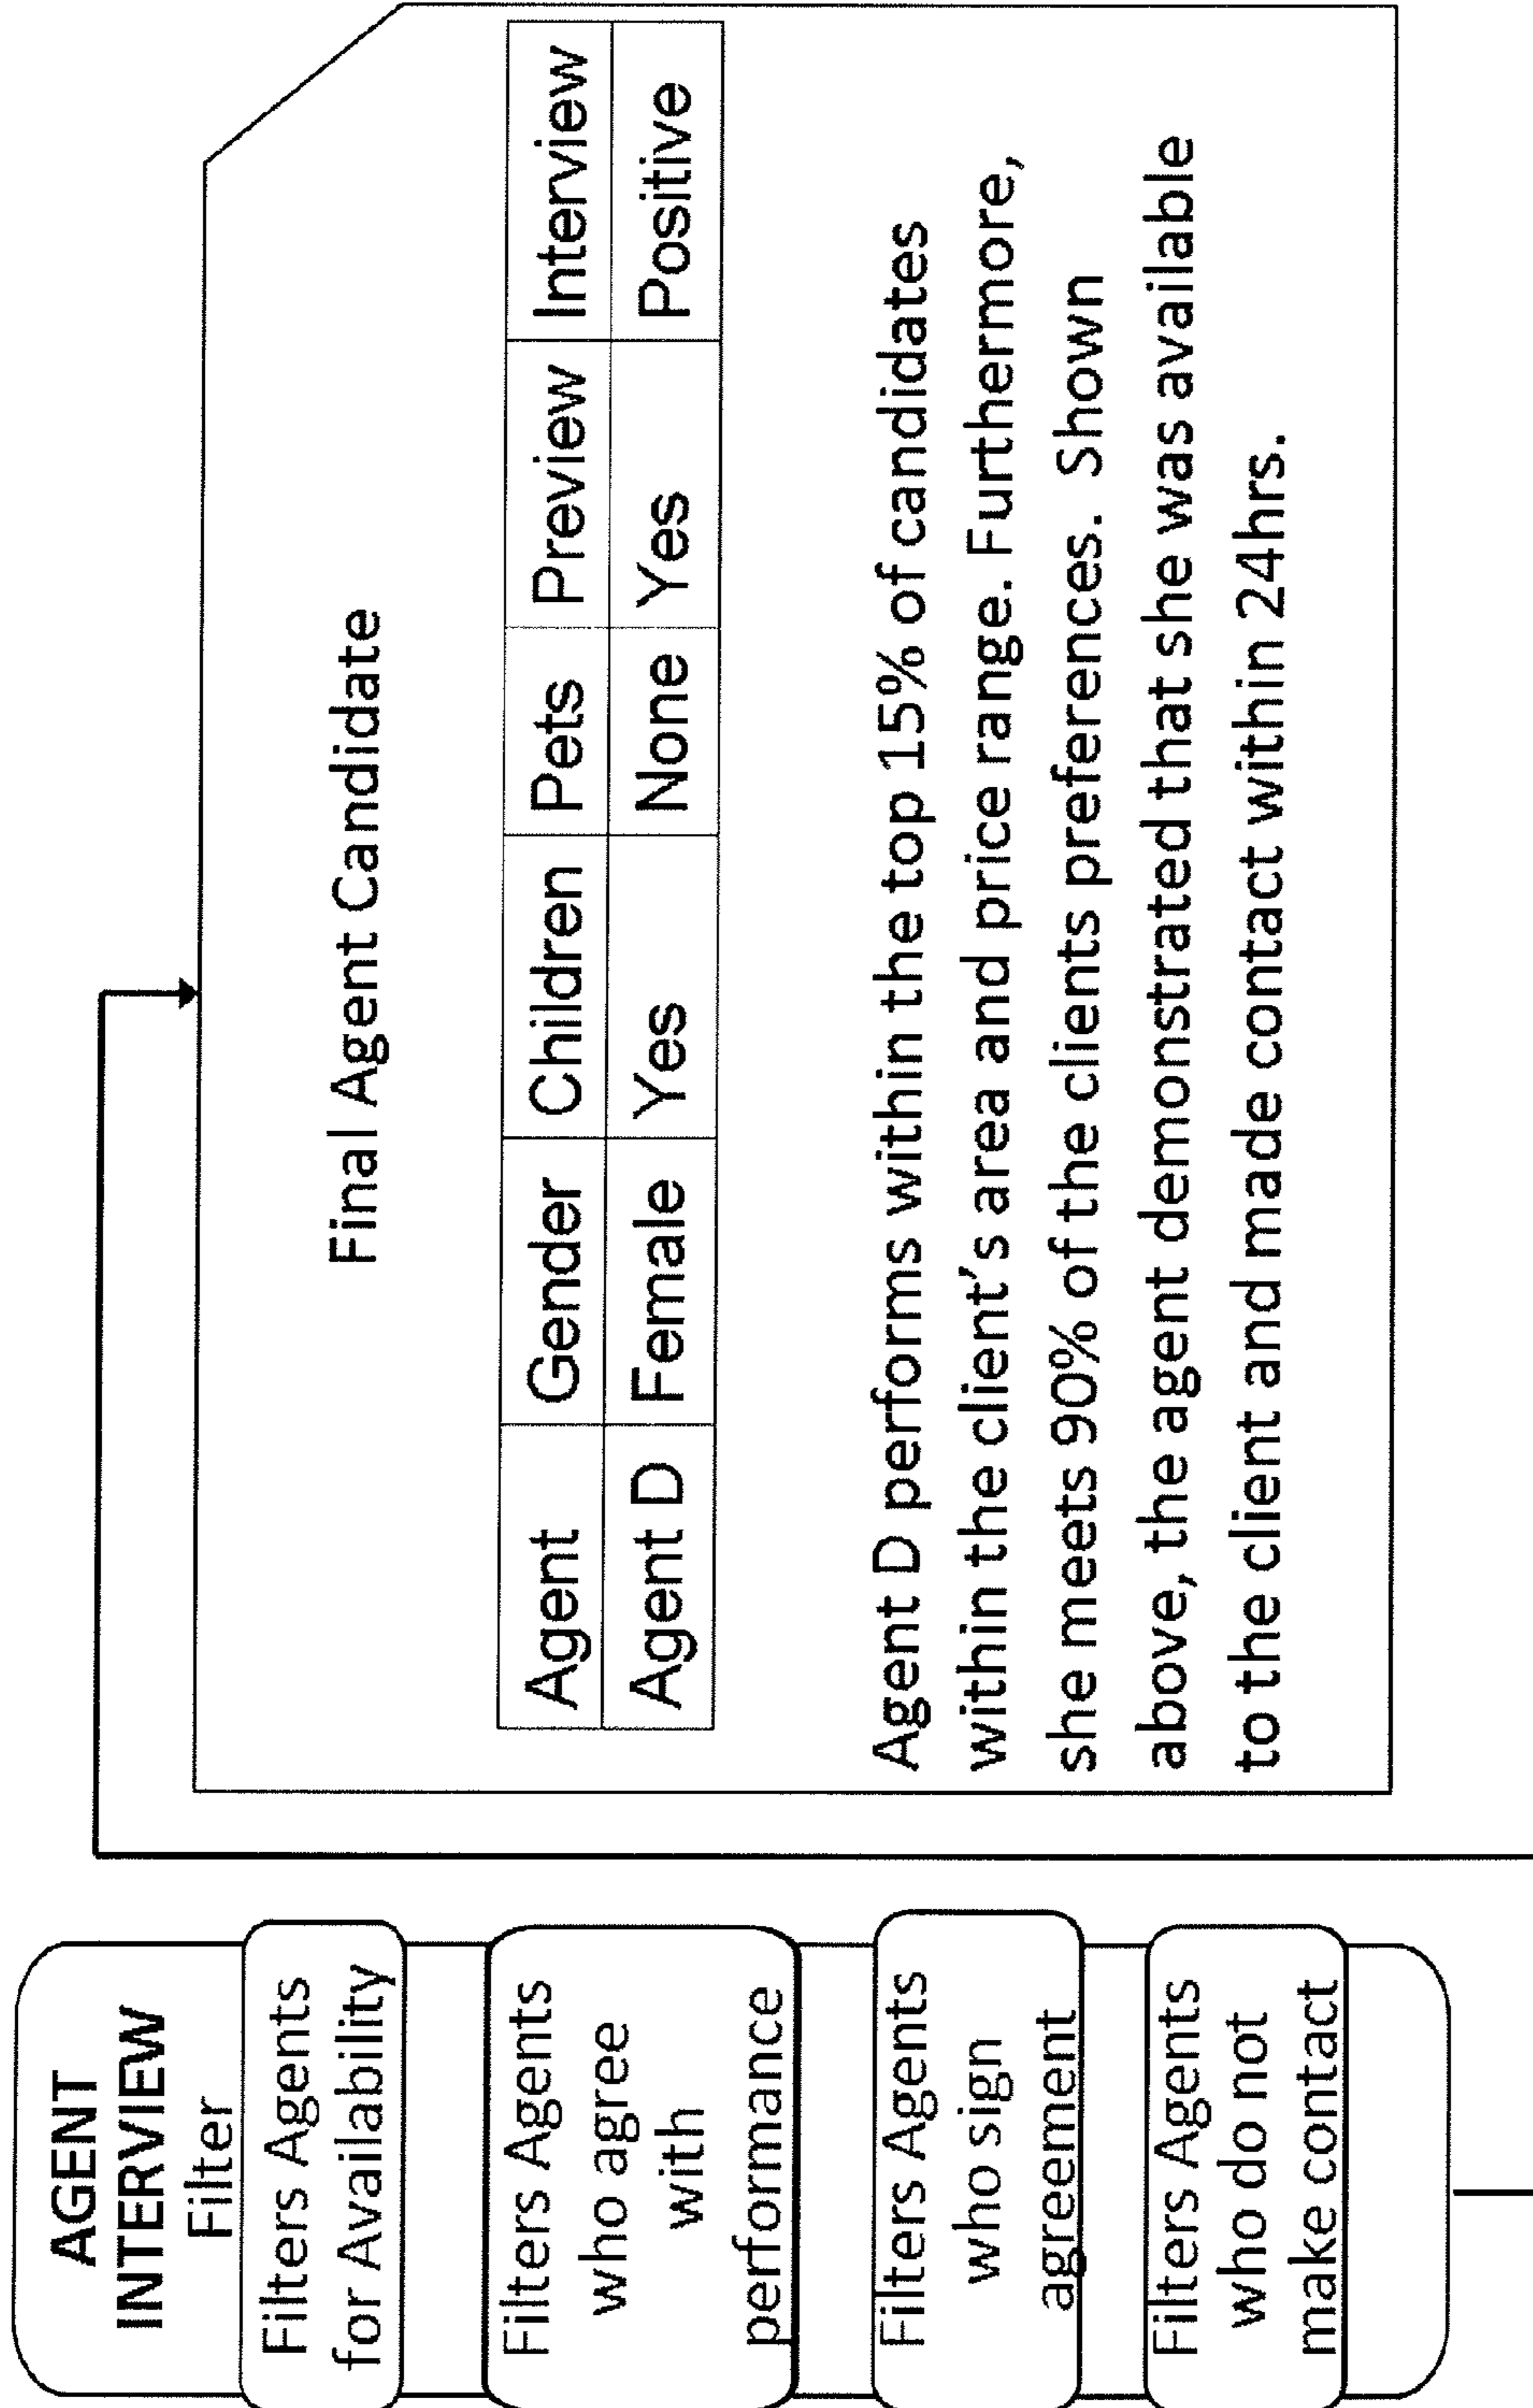 AGENT
INTERVIEW
Filter
Filters Agents
for Availability
Filters Agents
who agree
with
performance
Filters Agents
who sign
agreement
Filters Agents
who do not
make contact
Final Agent Candidate
Agent Gender Children Pets Preview Interview
Agent D Female Yes None Yes Positive
Agent D performs within the top 15% of candidates
within the client's area and price range. Furthermore,
she meets 90% of the clients preferences. Shown
above, the agent demonstrated that she was available
to the client and made contact within 24hrs.